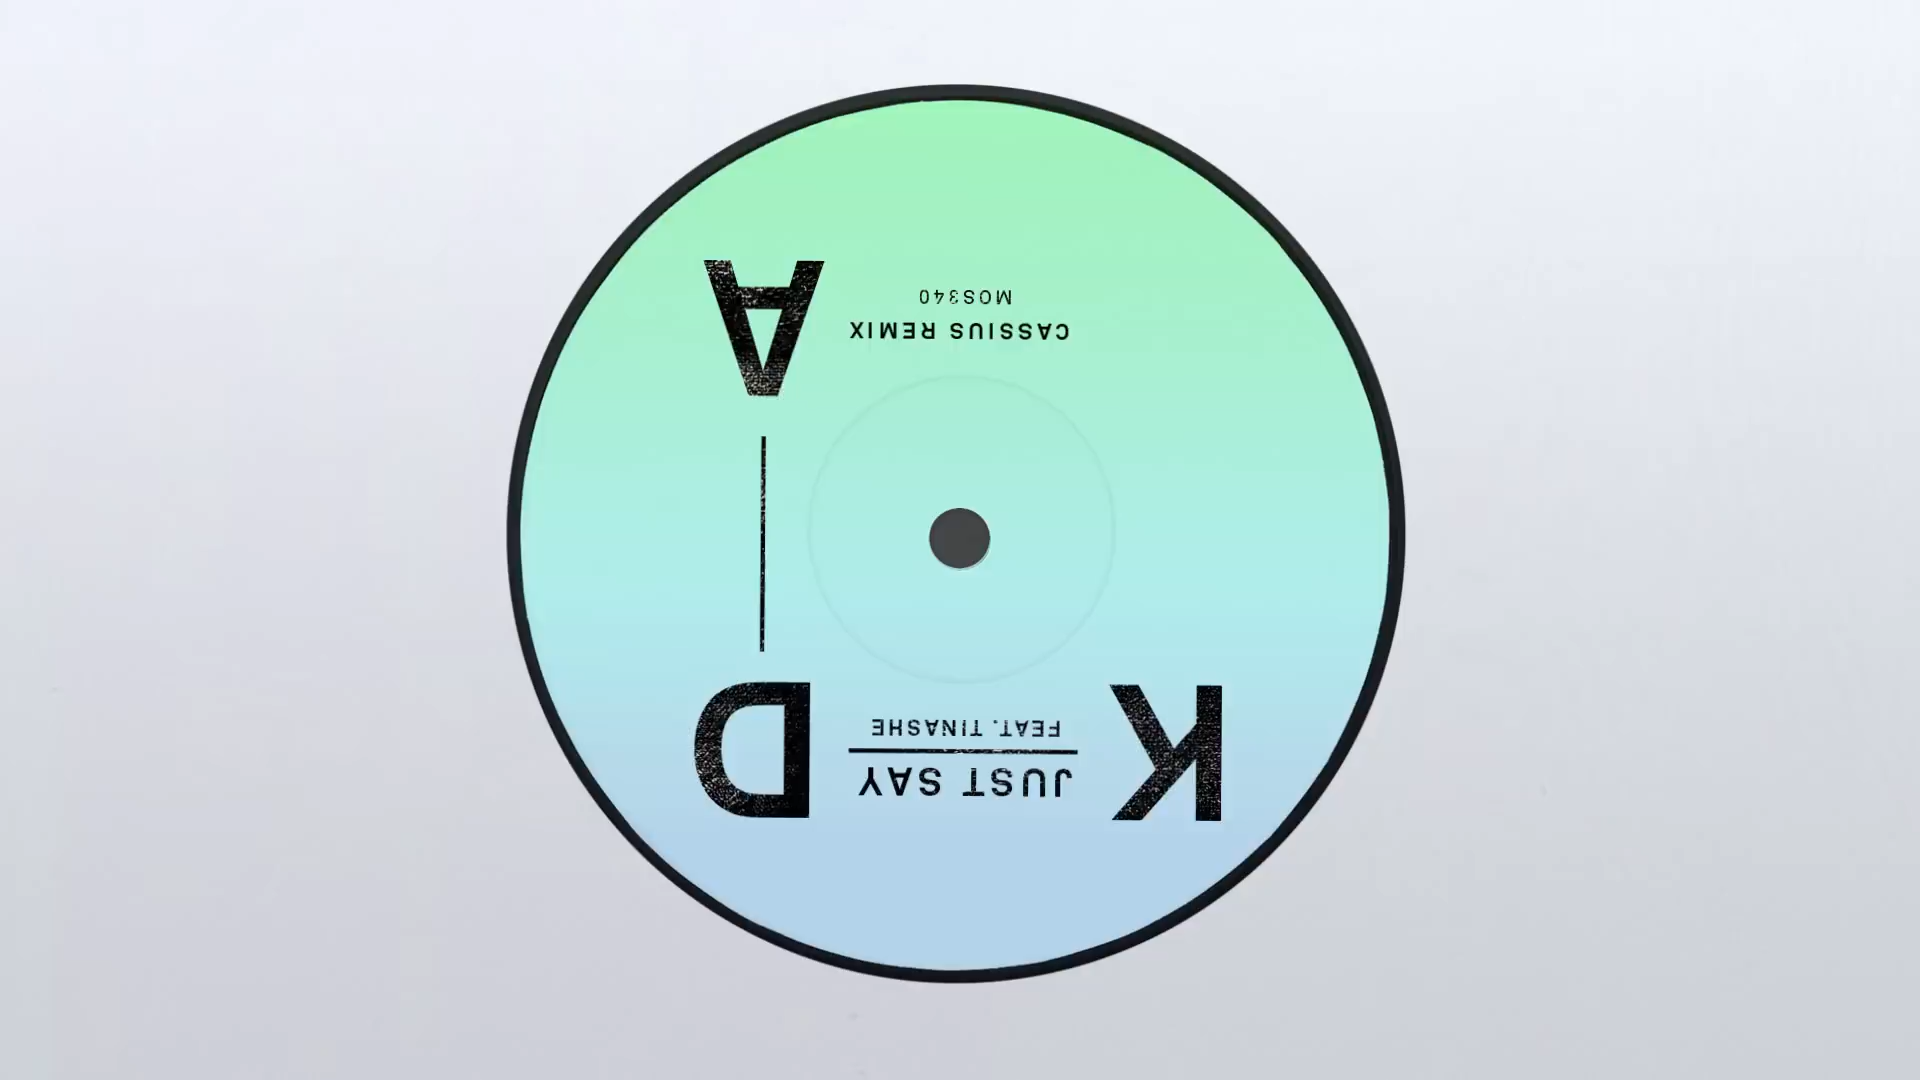 K D
JUST SAY
FEAT. TINASHE
A
CASSIUS REMIX
MOS340